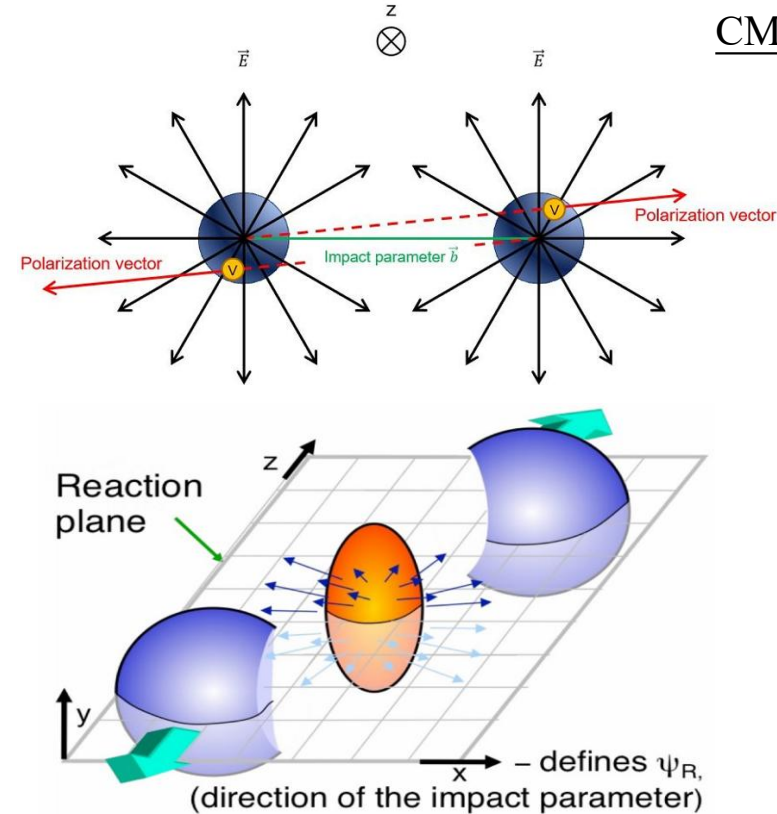 z
CM
E⃗
E⃗
V
Polarization vector
Polarization vector
V
Impact parameter b⃗
z
Reaction
plane
y
x – defines ψR,
(direction of the impact parameter)